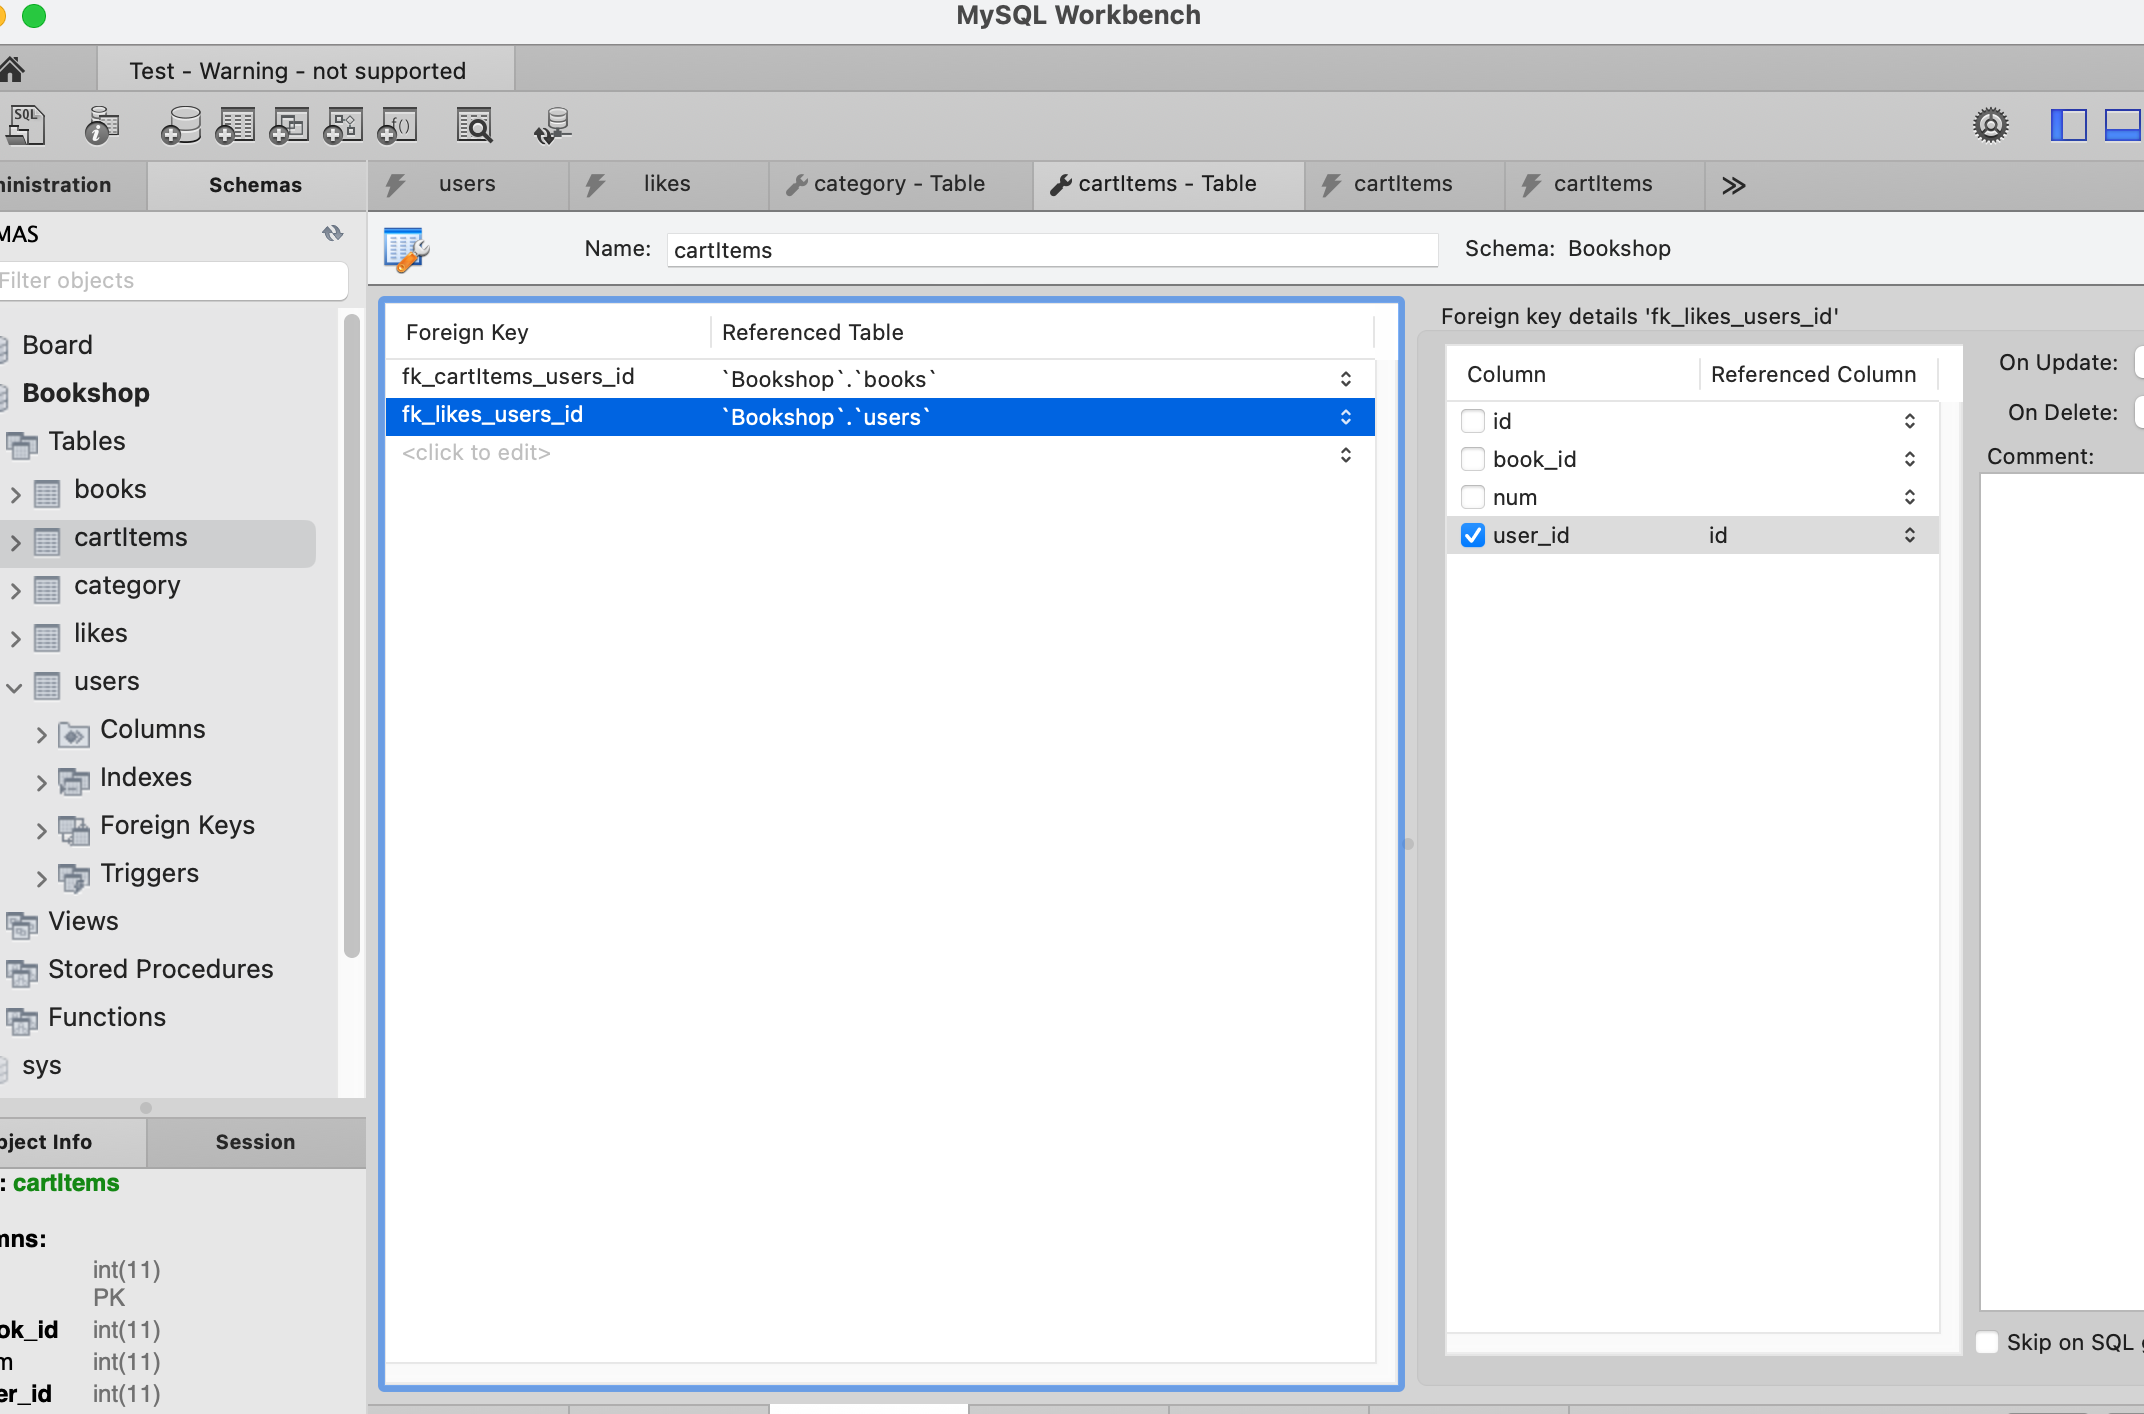 MySQL Workbench
Test - Warning - not supported
SQL
ministration
Schemas
users
likes
category - Table
cartItems - Table
cartItems
cartItems
MAS
Filter objects
Name:
cartItems
Schema: Bookshop
Board
Bookshop
Tables
books
cartItems
category
likes
users
Columns
Indexes
Foreign Keys
Triggers
Views
Stored Procedures
Functions
sys
Foreign Key
Referenced Table
fk_cartItems_users_id
`Bookshop`.`books`
fk_likes_users_id
`Bookshop`.`users`
<click to edit>
Foreign key details 'fk_likes_users_id'
Column
Referenced Column
id
book_id
num
user_id
id
On Update:
On Delete:
Comment:
Skip on SQL
bject Info
Session
: cartItems
mns:
int(11)
PK
ok_id int(11)
m int(11)
er_id int(11)